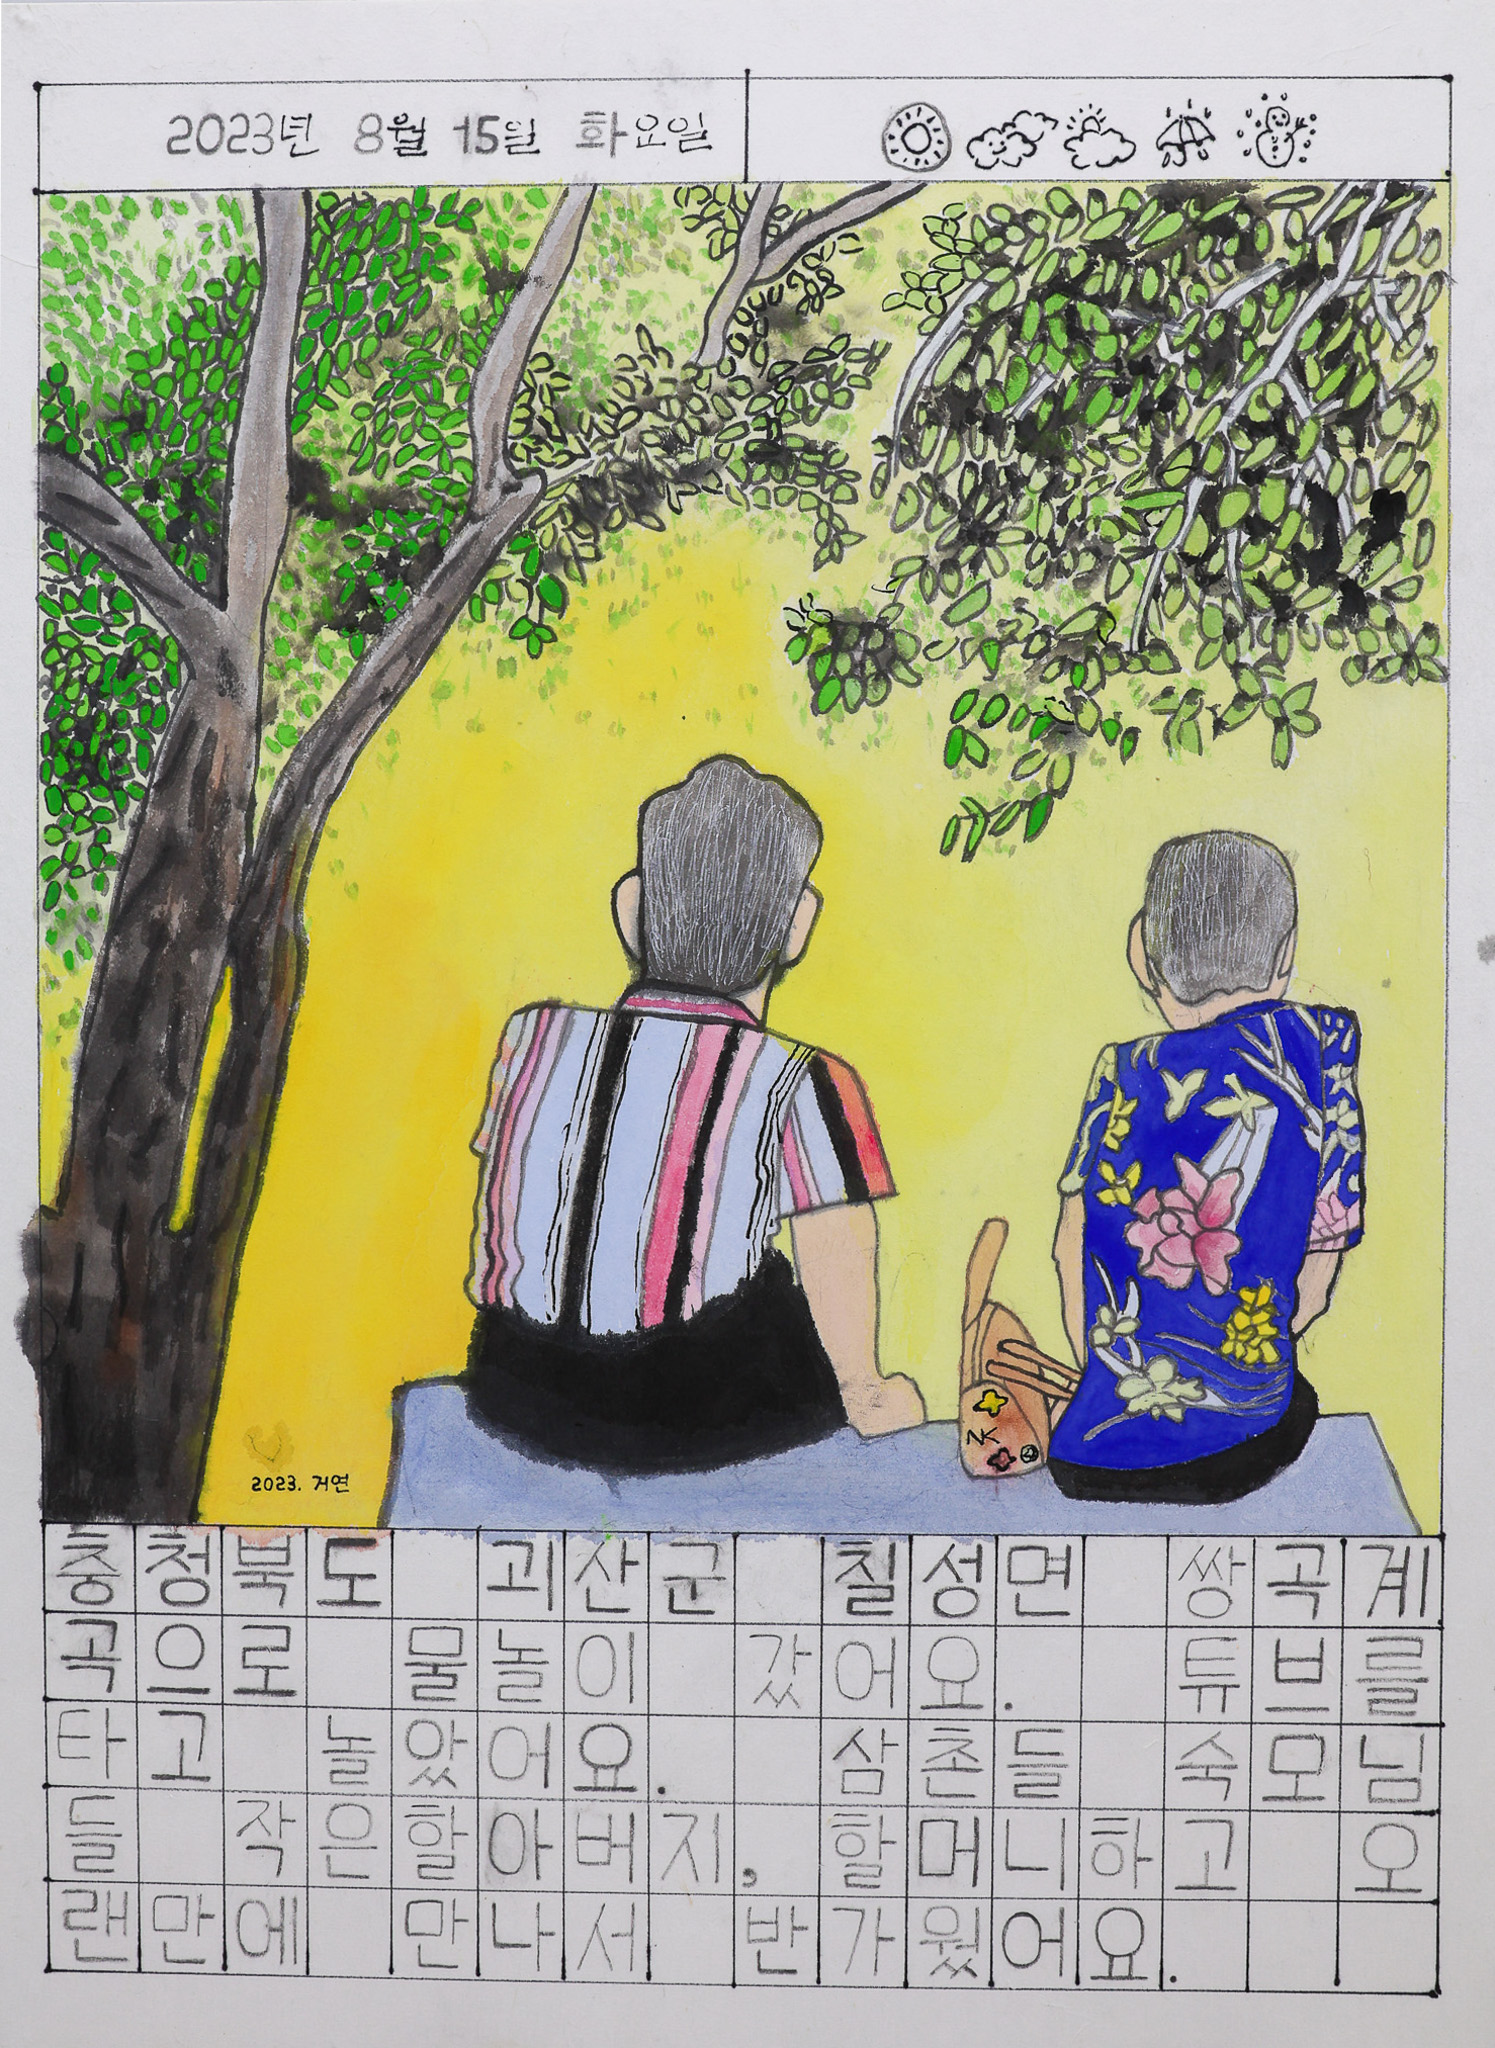 2023년 8월 15일 화요일
NK
2023. 거연
충청북도 괴산군 칠성면 쌍곡계
곡으로 물놀이 갔어요. 튜브를
타고 놀았어요. 삼촌들 숙모님
들 작은할아버지, 할머니하고 오
랜만에 만나서 반가웠어요.